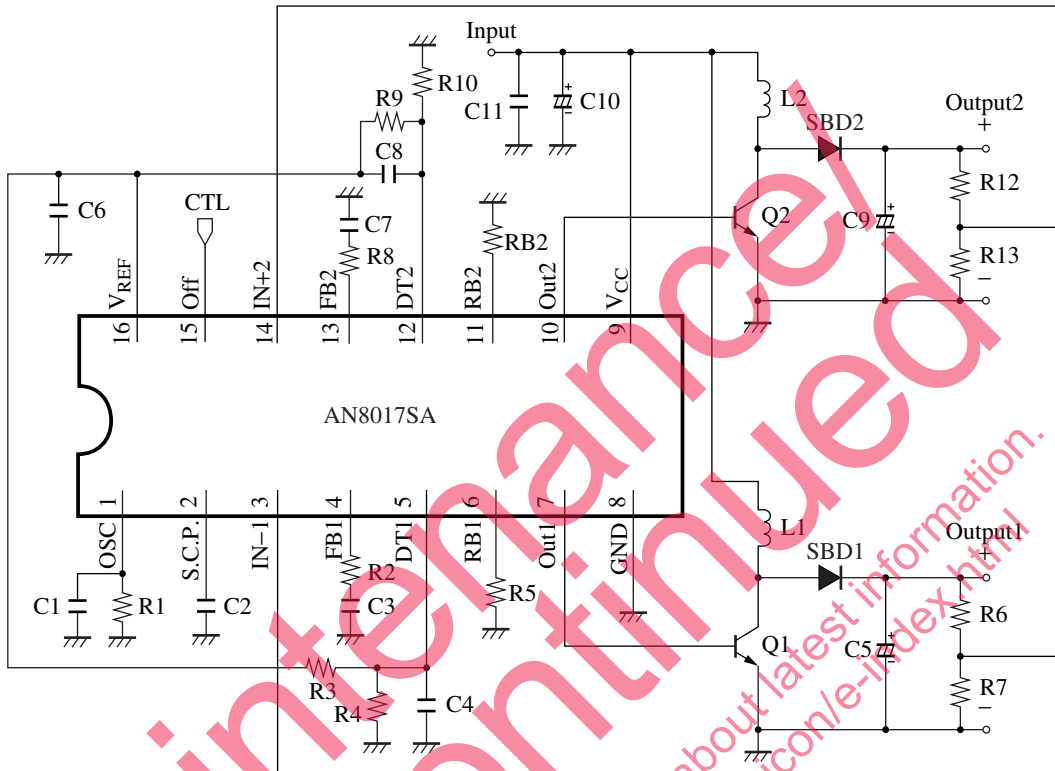 Input
R10
R9
C8
C11
C10
L2
SBD2
Output2
+
R12
R13
−
C9
Q2
C6
CTL
C7
R8
RB2
VREF
Off
IN+2
FB2
DT2
RB2
Out2
VCC
16
15
14
13
12
11
10
9
AN8017SA
1
2
3
4
5
6
7
8
OSC
S.C.P.
IN−1
FB1
DT1
RB1
Out1
GND
L1
SBD1
Output1
+
R6
R7
−
C5
Q1
C1
R1
C2
R2
C3
R5
R3
R4
C4
intenance/
ontinued
about latest information.
icon/e-index.html